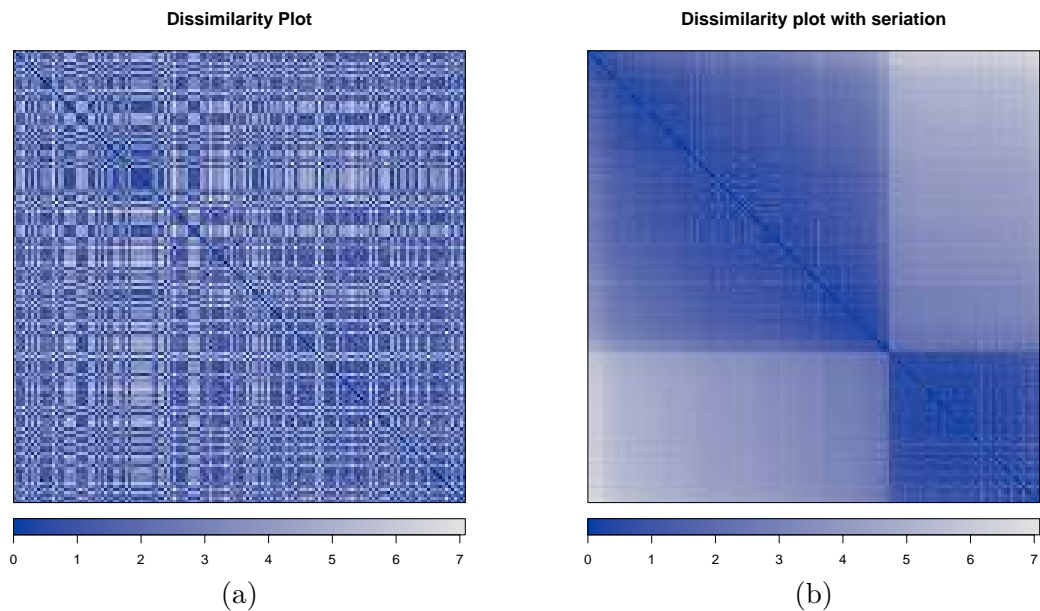 Dissimilarity Plot
0 1 2 3 4 5 6 7
(a)
Dissimilarity plot with seriation
0 1 2 3 4 5 6 7
(b)